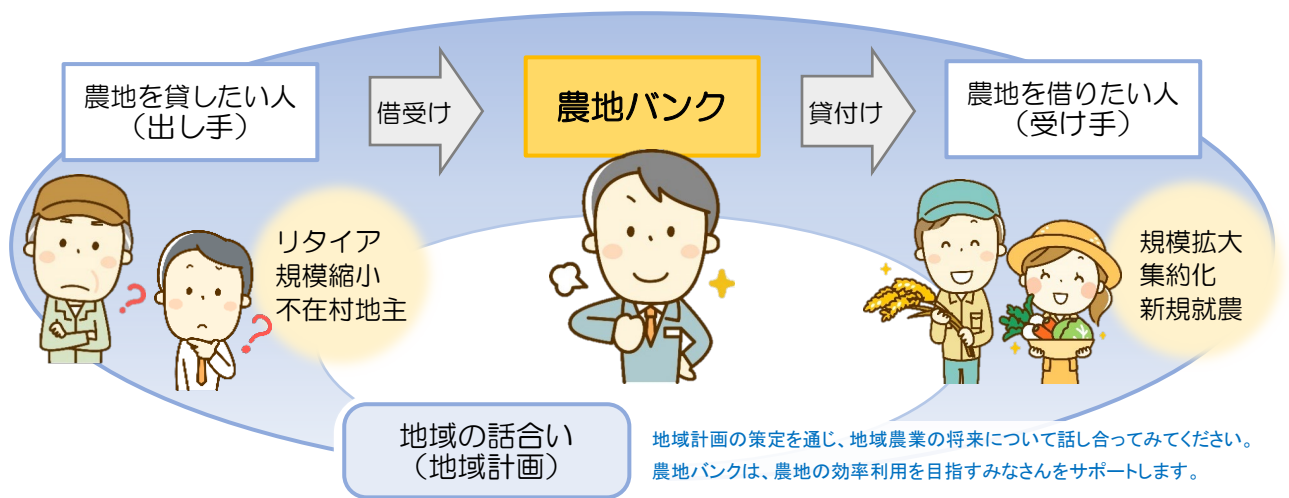 農地を貸したい人
（出し手）
借受け
農地バンク
貸付け
農地を借りたい人
（受け手）
リタイア
規模縮小
不在村地主
規模拡大
集約化
新規就農
地域の話合い
（地域計画）
地域計画の策定を通じ、地域農業の将来について話し合ってみてください。
農地バンクは、農地の効率利用を目指すみなさんをサポートします。